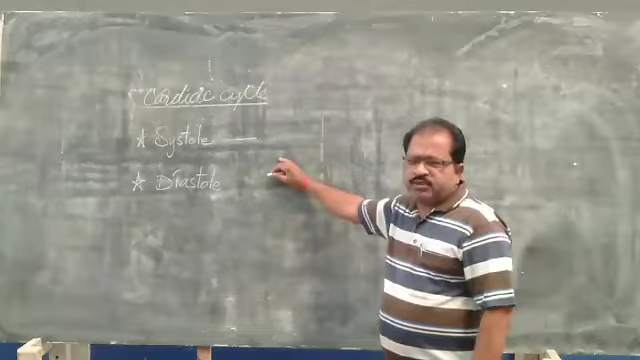 Cardiac cycle
★ Systole —
★ Diastole